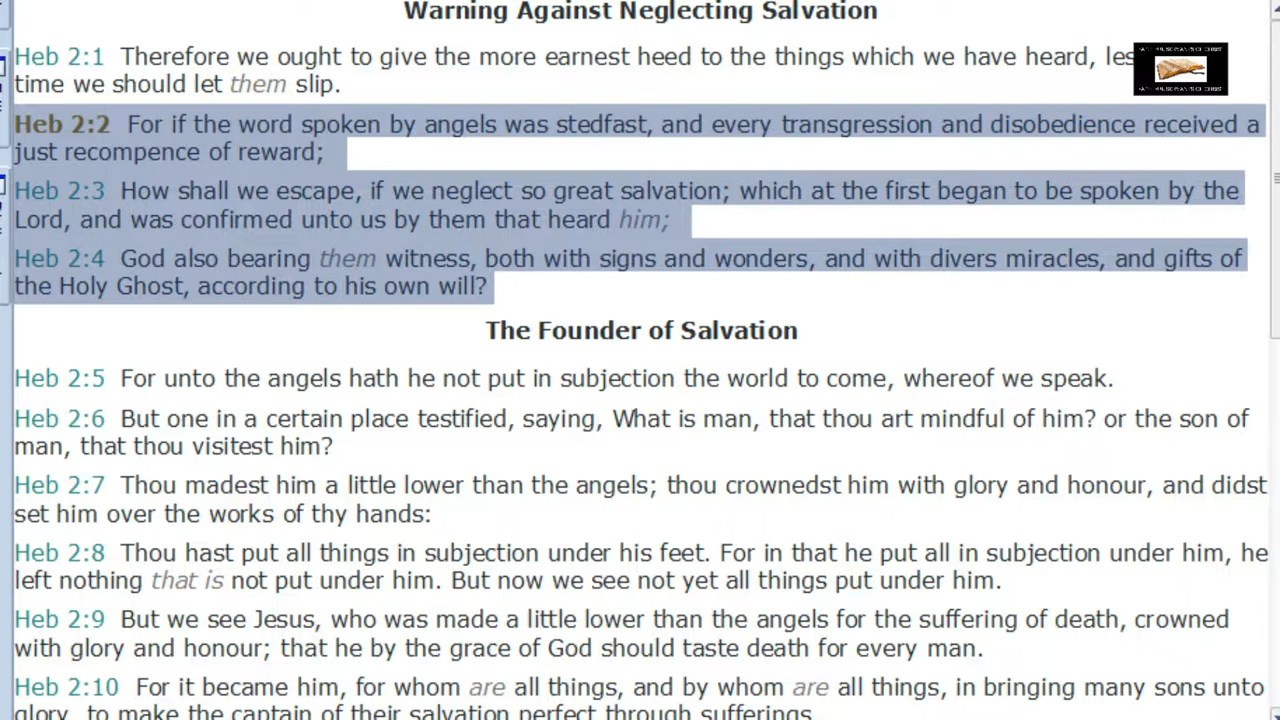 Warning Against Neglecting Salvation
Heb 2:1 Therefore we ought to give the more earnest heed to the things which we have heard, les
time we should let them slip.
Heb 2:2 For if the word spoken by angels was stedfast, and every transgression and disobedience received a
just recompence of reward;
Heb 2:3 How shall we escape, if we neglect so great salvation; which at the first began to be spoken by the
Lord, and was confirmed unto us by them that heard him;
Heb 2:4 God also bearing them witness, both with signs and wonders, and with divers miracles, and gifts of
the Holy Ghost, according to his own will?
The Founder of Salvation
Heb 2:5 For unto the angels hath he not put in subjection the world to come, whereof we speak.
Heb 2:6 But one in a certain place testified, saying, What is man, that thou art mindful of him? or the son of
man, that thou visitest him?
Heb 2:7 Thou madest him a little lower than the angels; thou crownedst him with glory and honour, and didst
set him over the works of thy hands:
Heb 2:8 Thou hast put all things in subjection under his feet. For in that he put all in subjection under him, he
left nothing that is not put under him. But now we see not yet all things put under him.
Heb 2:9 But we see Jesus, who was made a little lower than the angels for the suffering of death, crowned
with glory and honour; that he by the grace of God should taste death for every man.
Heb 2:10 For it became him, for whom are all things, and by whom are all things, in bringing many sons unto
glory, to make the captain of their salvation perfect through sufferings.